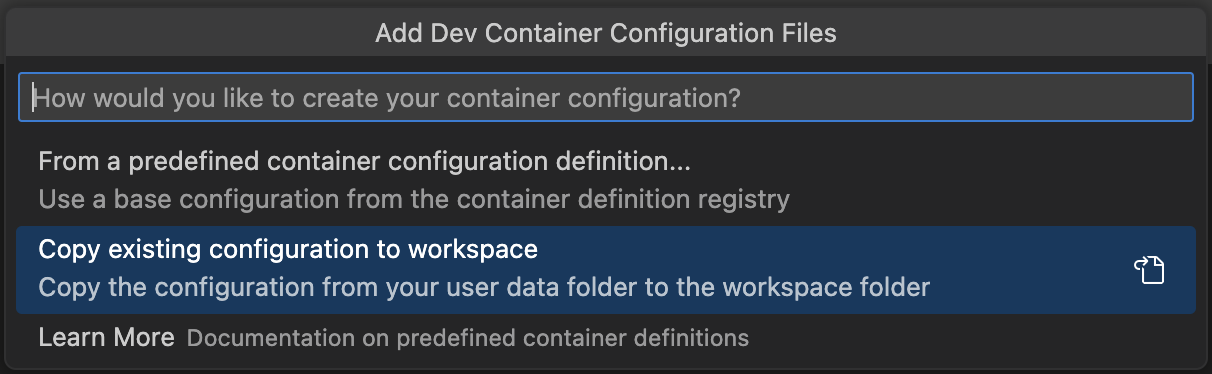 Add Dev Container Configuration Files
How would you like to create your container configuration?
From a predefined container configuration definition...
Use a base configuration from the container definition registry
Copy existing configuration to workspace
Copy the configuration from your user data folder to the workspace folder
Learn More Documentation on predefined container definitions